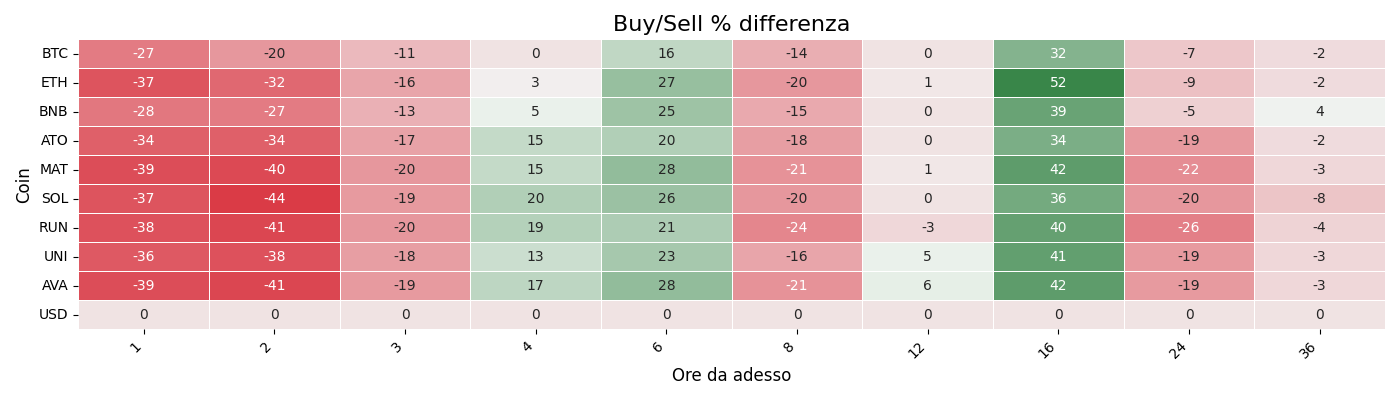 Buy/Sell % differenza
Coin
BTC -27 -20 -11 0 16 -14 0 32 -7 -2
ETH -37 -32 -16 3 27 -20 1 52 -9 -2
BNB -28 -27 -13 5 25 -15 0 39 -5 4
ATO -34 -34 -17 15 20 -18 0 34 -19 -2
MAT -39 -40 -20 15 28 -21 1 42 -22 -3
SOL -37 -44 -19 20 26 -20 0 36 -20 -8
RUN -38 -41 -20 19 21 -24 -3 40 -26 -4
UNI -36 -38 -18 13 23 -16 5 41 -19 -3
AVA -39 -41 -19 17 28 -21 6 42 -19 -3
USD 0 0 0 0 0 0 0 0 0 0
1 2 3 4 6 8 12 16 24 36
Ore da adesso